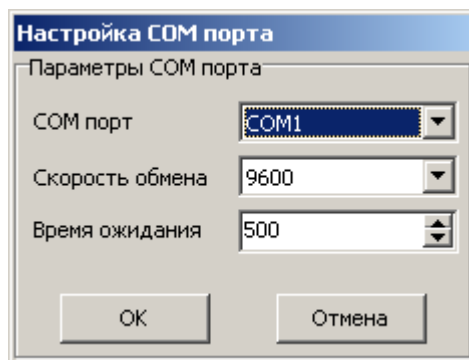 Настройка COM порта
Параметры COM порта
COM порт COM1
Скорость обмена 9600
Время ожидания 500
OK Отмена